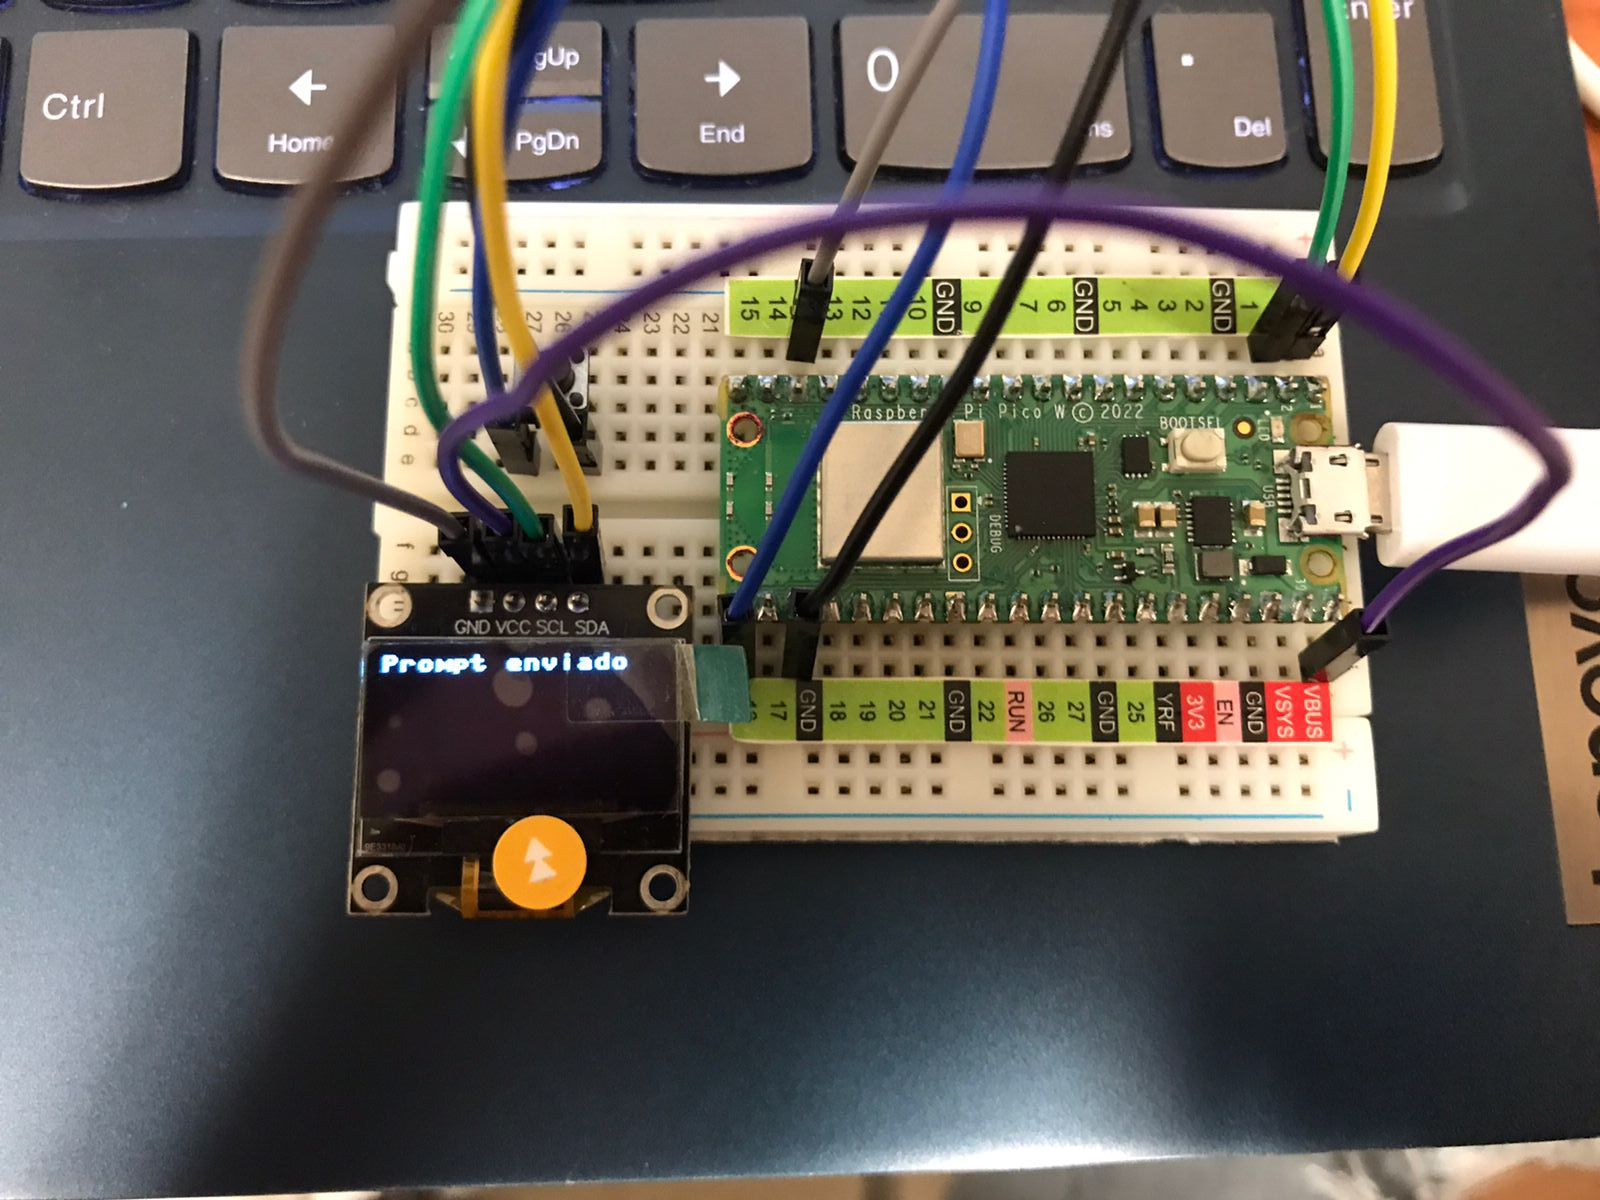 Ctrl
Home
gUp
PgDn
End
0
Del
30
27
26
23
22
21
15
14
13
12
10
GND
9
7
6
GND
5
4
3
2
GND
1
c
d
e
f
g
Raspber Pi Pico W © 2022
BOOTSEL
LED
USB
DEBUG
2
GND VCC SCL SDA
Prompt enviado
17
GND
18
19
20
21
GND
22
RUN
26
27
GND
25
YRF
3V3
EN
GND
VSYS
VBUS
+
-